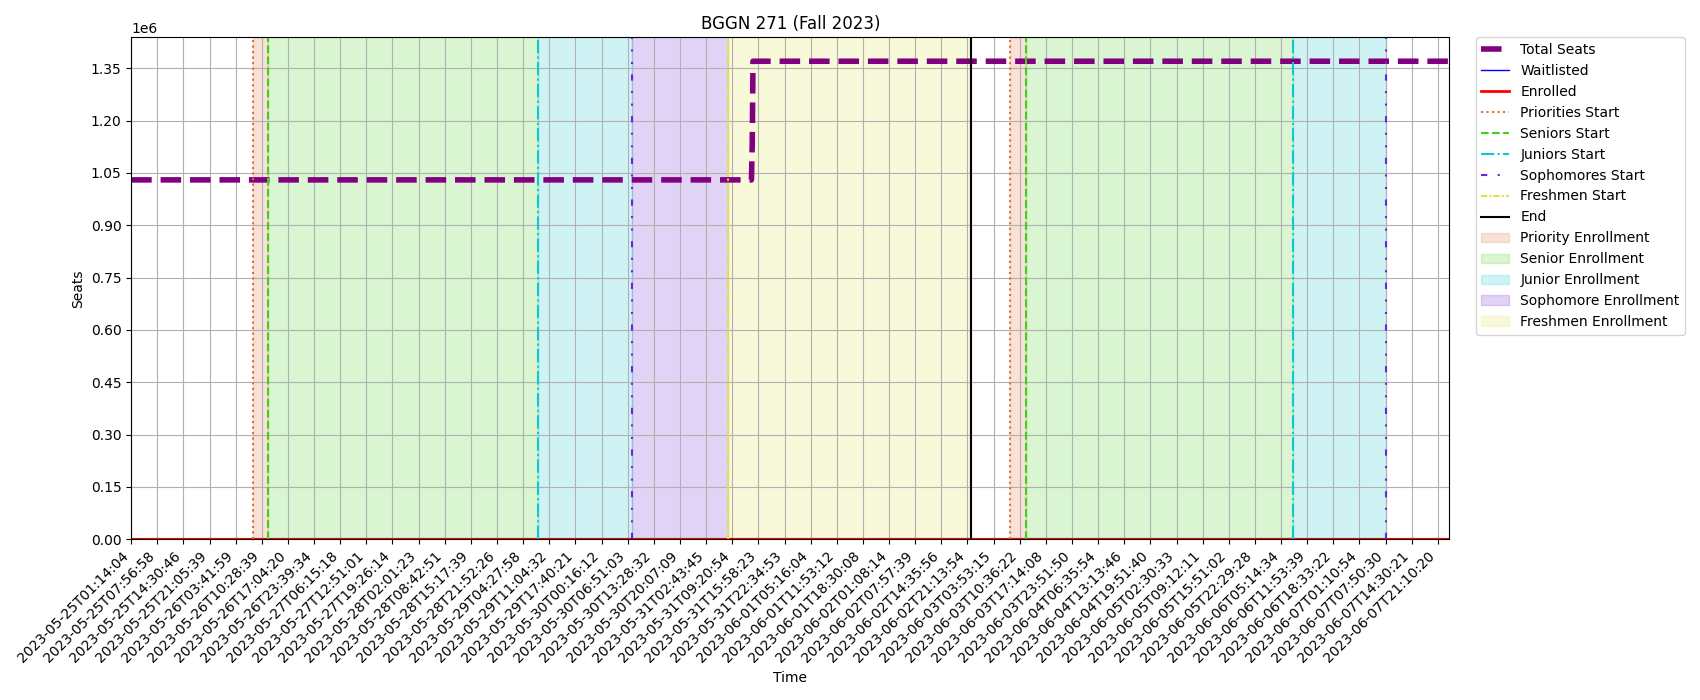 BGGN 271 (Fall 2023)
1e6
1.35
1.20
1.05
0.90
0.75
0.60
0.45
0.30
0.15
0.00
Seats
2023-05-25T01:14:04
2023-05-25T07:56:58
2023-05-25T14:30:46
2023-05-25T21:05:39
2023-05-26T03:41:59
2023-05-26T10:28:39
2023-05-26T17:04:20
2023-05-26T23:39:34
2023-05-27T06:15:18
2023-05-27T12:51:01
2023-05-27T19:26:14
2023-05-28T02:01:23
2023-05-28T08:42:51
2023-05-28T15:17:39
2023-05-28T21:52:26
2023-05-29T04:27:58
2023-05-29T11:04:32
2023-05-29T17:40:21
2023-05-30T00:16:12
2023-05-30T06:51:03
2023-05-30T13:28:32
2023-05-30T20:07:09
2023-05-31T02:43:45
2023-05-31T09:20:54
2023-05-31T15:58:23
2023-05-31T22:34:53
2023-06-01T05:16:04
2023-06-01T11:53:12
2023-06-01T18:30:08
2023-06-02T01:08:14
2023-06-02T07:57:39
2023-06-02T14:35:56
2023-06-02T21:13:54
2023-06-03T03:53:15
2023-06-03T10:36:22
2023-06-03T17:14:08
2023-06-03T23:51:50
2023-06-04T06:35:54
2023-06-04T13:13:46
2023-06-04T19:51:40
2023-06-05T02:30:33
2023-06-05T09:12:11
2023-06-05T15:51:02
2023-06-05T22:29:28
2023-06-06T05:14:34
2023-06-06T11:53:39
2023-06-06T18:33:22
2023-06-07T01:10:54
2023-06-07T07:50:30
2023-06-07T14:30:21
2023-06-07T21:10:20
Time
Total Seats
Waitlisted
Enrolled
Priorities Start
Seniors Start
Juniors Start
Sophomores Start
Freshmen Start
End
Priority Enrollment
Senior Enrollment
Junior Enrollment
Sophomore Enrollment
Freshmen Enrollment